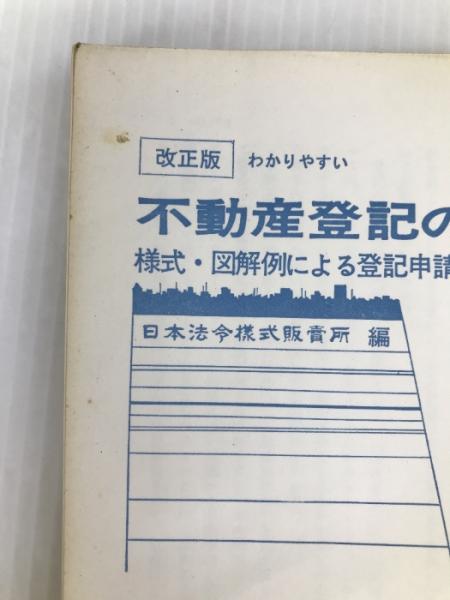 改正版 わかりやすい
不動産登記の
様式・図解例による登記申請
日本法令様式販売所 編